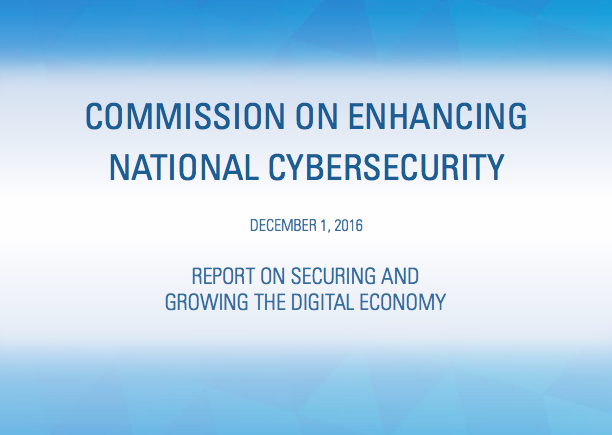 COMMISSION ON ENHANCING
NATIONAL CYBERSECURITY
DECEMBER 1, 2016
REPORT ON SECURING AND
GROWING THE DIGITAL ECONOMY